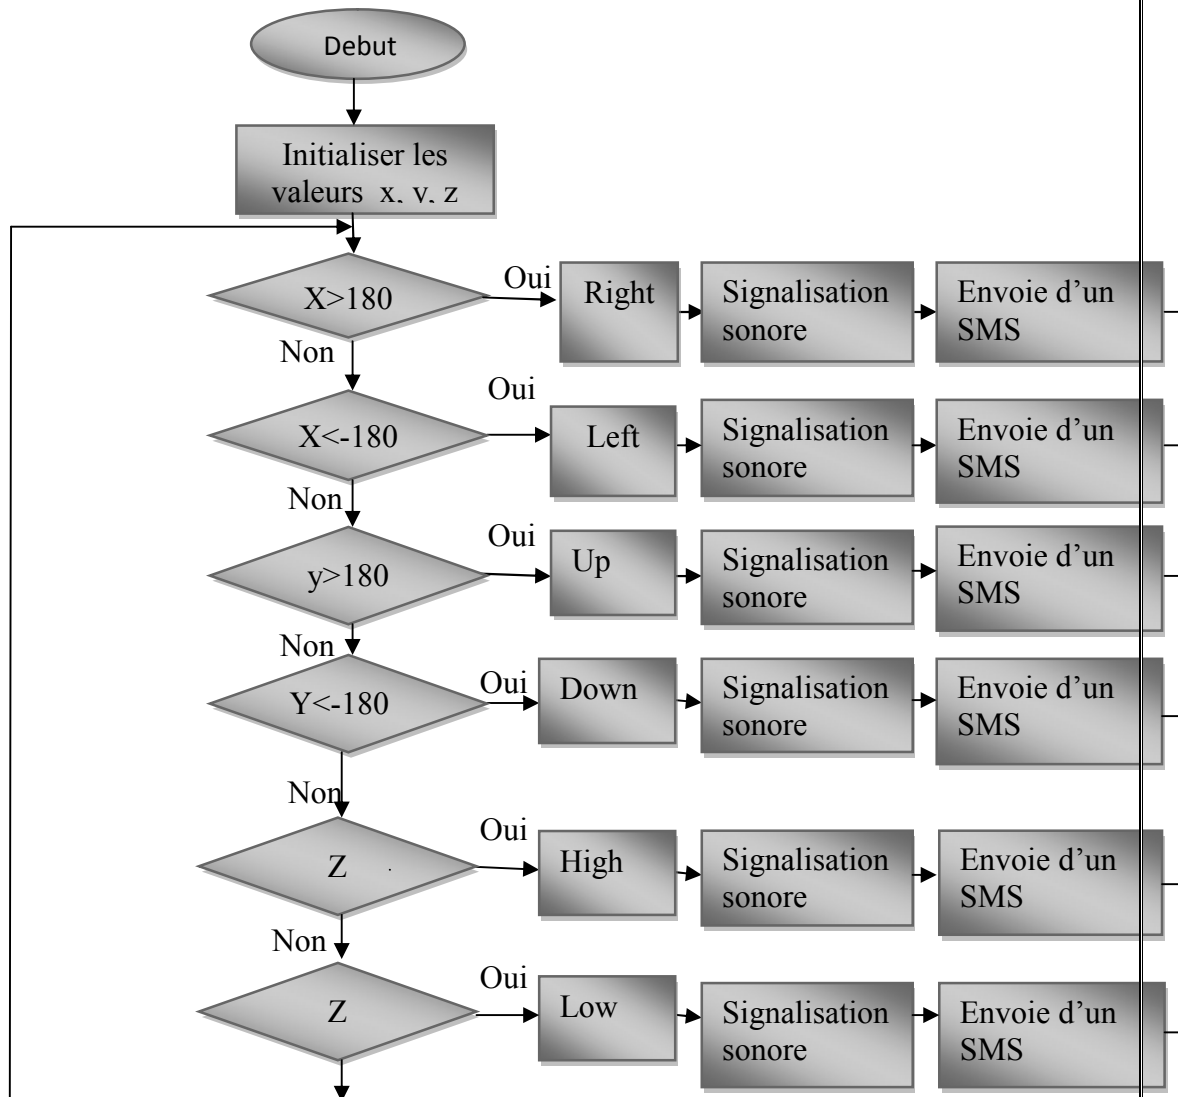 Debut
Initialiser les
valeurs x, y, z
X>180
Oui
Right
Signalisation
sonore
Envoie d’un
SMS
Non
X<-180
Oui
Left
Signalisation
sonore
Envoie d’un
SMS
Non
y>180
Oui
Up
Signalisation
sonore
Envoie d’un
SMS
Non
Y<-180
Oui
Down
Signalisation
sonore
Envoie d’un
SMS
Non
Z
Oui
High
Signalisation
sonore
Envoie d’un
SMS
Non
Z
Oui
Low
Signalisation
sonore
Envoie d’un
SMS